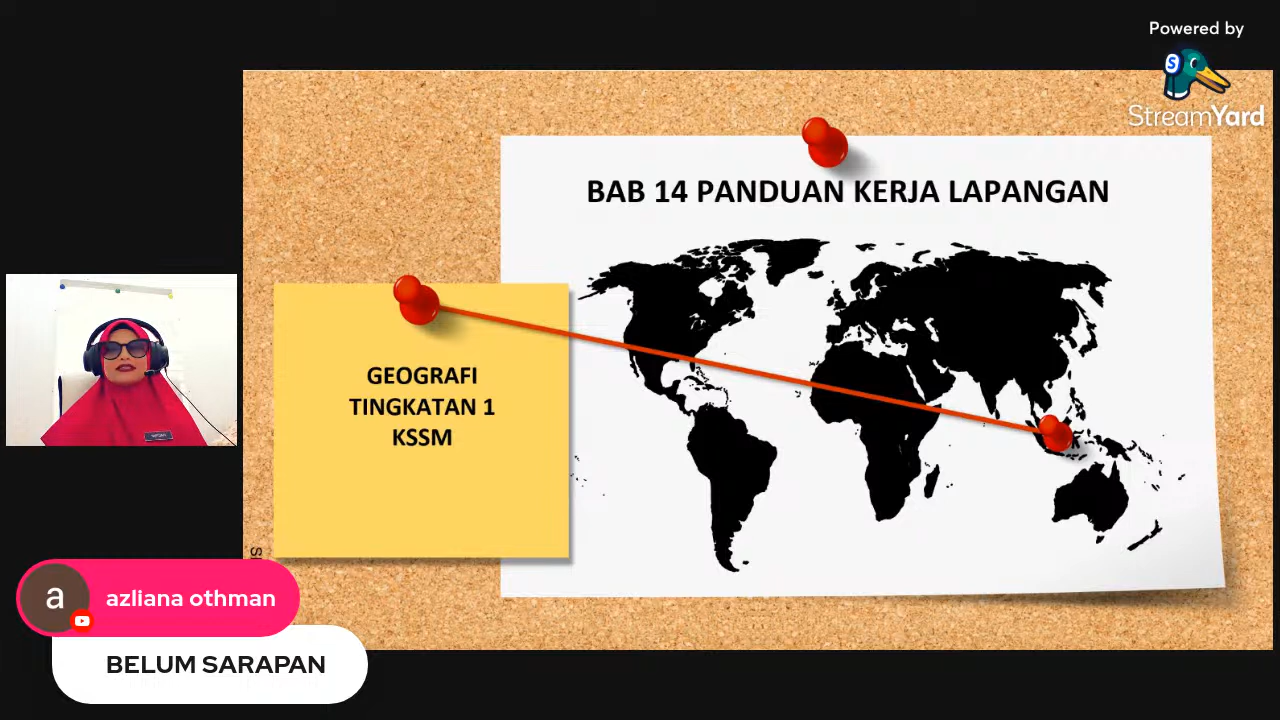 Powered by
StreamYard
BAB 14 PANDUAN KERJA LAPANGAN
GEOGRAFI
TINGKATAN 1
KSSM
a
azliana othman
BELUM SARAPAN